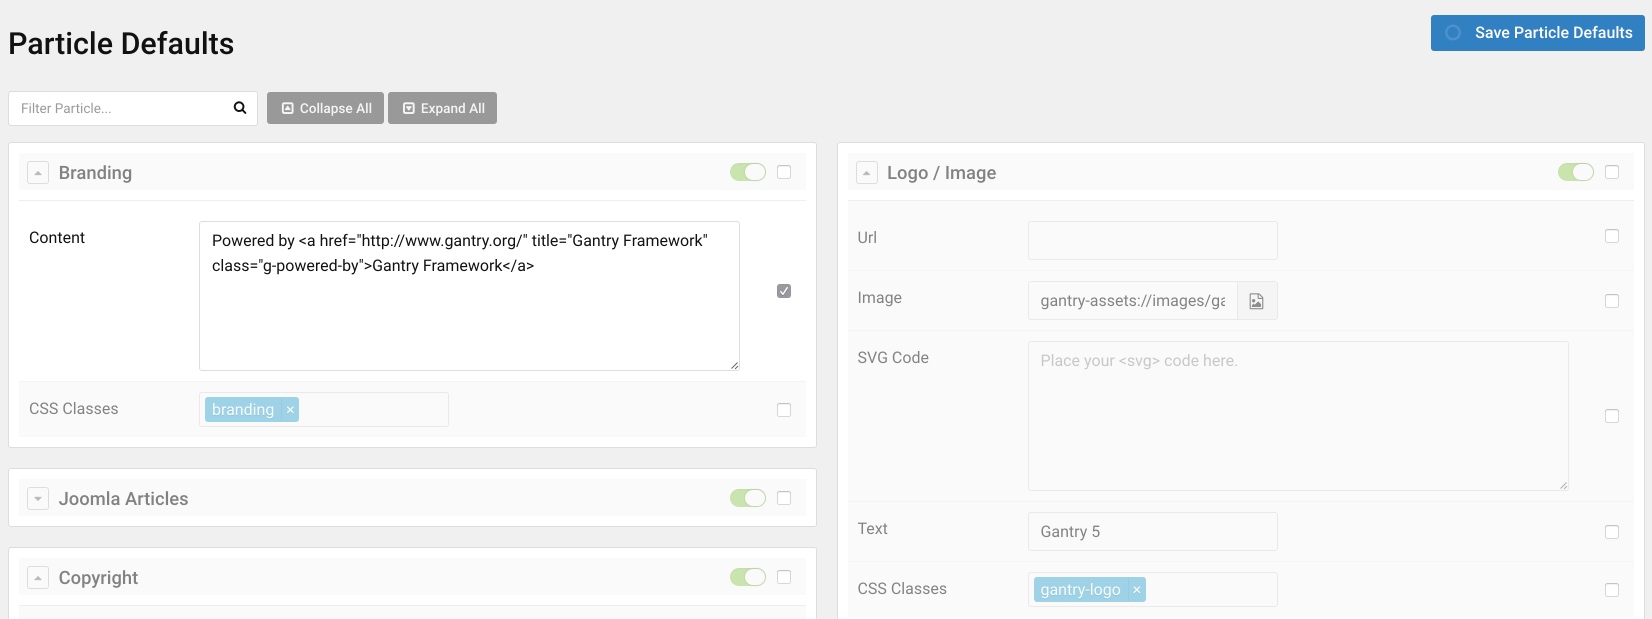 Particle Defaults
Save Particle Defaults
Filter Particle...
Collapse All
Expand All
Branding
Content
Powered by <a href="http://www.gantry.org/" title="Gantry Framework"
class="g-powered-by">Gantry Framework</a>
CSS Classes
branding ×
Joomla Articles
Copyright
Logo / Image
Url
Image
gantry-assets://images/ga
SVG Code
Place your <svg> code here.
Text
Gantry 5
CSS Classes
gantry-logo ×